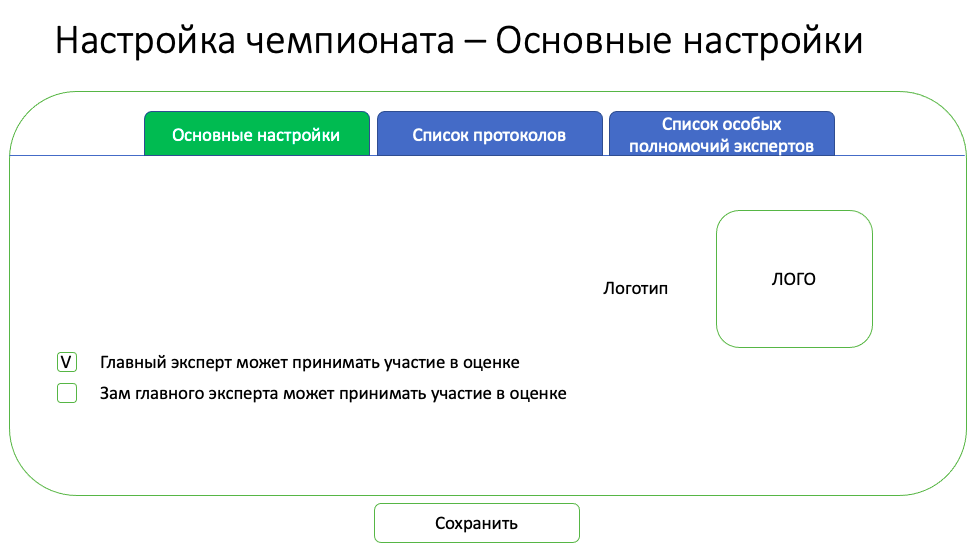 Настройка чемпионата – Основные настройки
Основные настройки
Список протоколов
Список особых
полномочий экспертов
Логотип
ЛОГО
V Главный эксперт может принимать участие в оценке
Зам главного эксперта может принимать участие в оценке
Сохранить